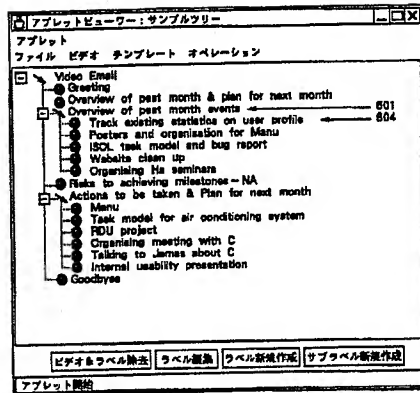 アプレットビューワー:サンプルツリー
アプレット
ファイル ビデオ テンプレート オペレーション
Video Email
Greeting
Overview of past month & plan for next month
Overview of past month events
601
Track existing statistics on user profile
604
Posters and organisation for Manu
ISOL task model and bug report
Website clean up
Organising Hs seminars
Risks to achieving milestones - NA
Actions to be taken & Plan for next month
Manu
Task model for air conditioning system
RDU project
Organising meeting with C
Talking to James about C
Internal usability presentation
Goodbyes
ビデオ&ラベル除去 ラベル編集 ラベル新規作成 サブラベル新規作成
アプレット開始